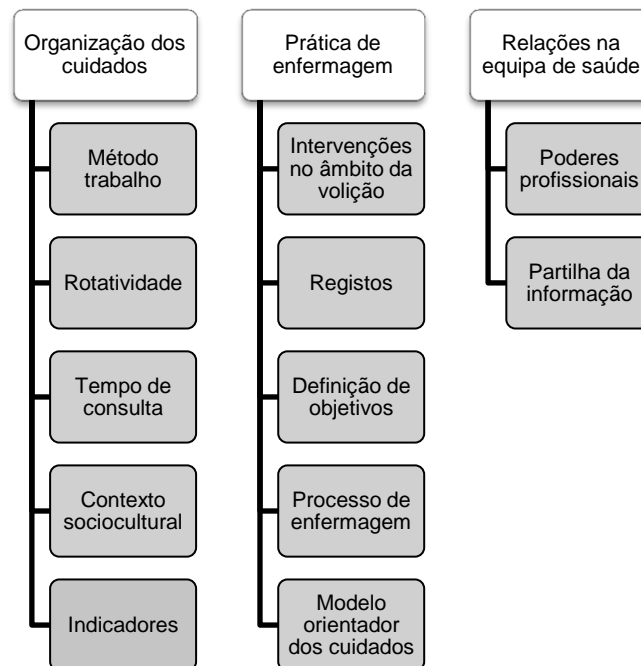 Organização dos
cuidados
Método
trabalho
Rotatividade
Tempo de
consulta
Contexto
sociocultural
Indicadores
Prática de
enfermagem
Intervenções
no âmbito da
volição
Registos
Definição de
objetivos
Processo de
enfermagem
Modelo
orientador
dos cuidados
Relações na
equipa de saúde
Poderes
profissionais
Partilha da
informação